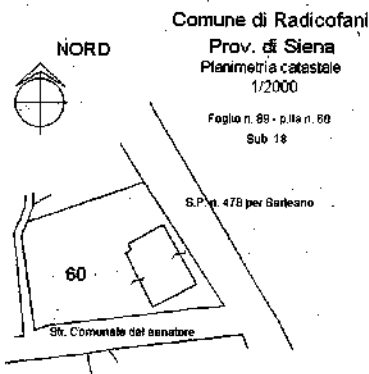 Comune di Radicofani
NORD
Prov. di Siena
Planimetria catastale
1/2000
Foglio n. 89 - p.lla n. 60
Sub 18
S.P. n. 478 per Sarteano
60
Str. Comunale del senatore